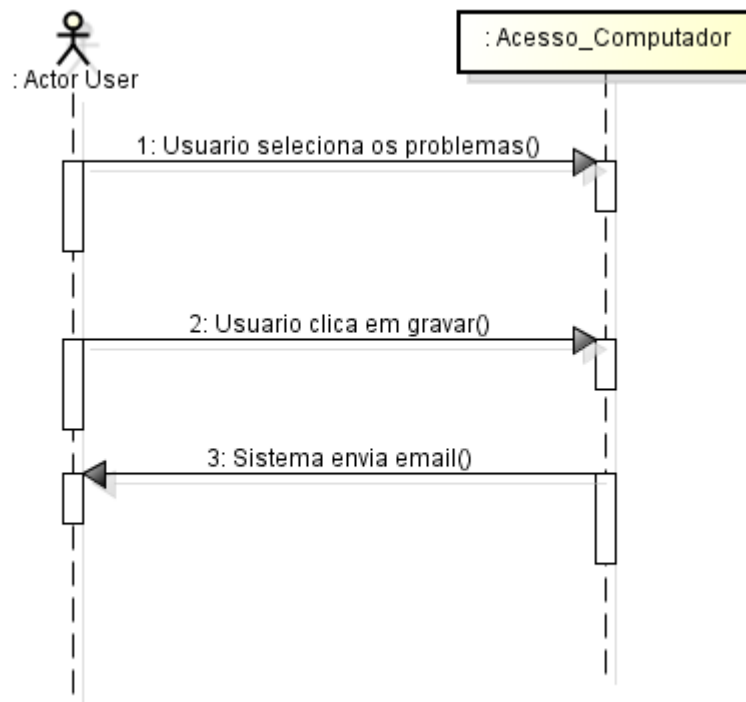 : Actor User
: Acesso_Computador
1: Usuario seleciona os problemas()
2: Usuario clica em gravar()
3: Sistema envia email()